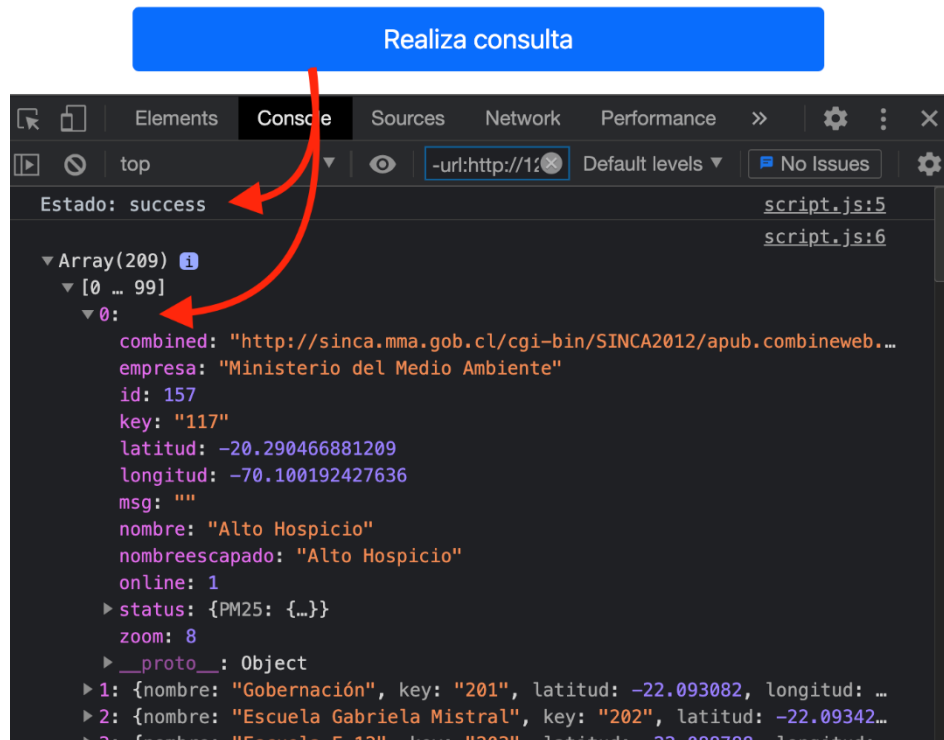 Realiza consulta
Elements Console Sources Network Performance »
top -url:http://12 Default levels ▼ No Issues
Estado: success script.js:5
script.js:6
▼Array(209) i
▼[0 … 99]
▼0:
combined: "http://sinca.mma.gob.cl/cgi-bin/SINCA2012/apub.combineweb.…
empresa: "Ministerio del Medio Ambiente"
id: 157
key: "117"
latitud: -20.290466881209
longitud: -70.100192427636
msg: ""
nombre: "Alto Hospicio"
nombreescapado: "Alto Hospicio"
online: 1
▶status: {PM25: {…}}
zoom: 8
▶__proto__: Object
▶1: {nombre: "Gobernación", key: "201", latitud: -22.093082, longitud: …
▶2: {nombre: "Escuela Gabriela Mistral", key: "202", latitud: -22.09342…